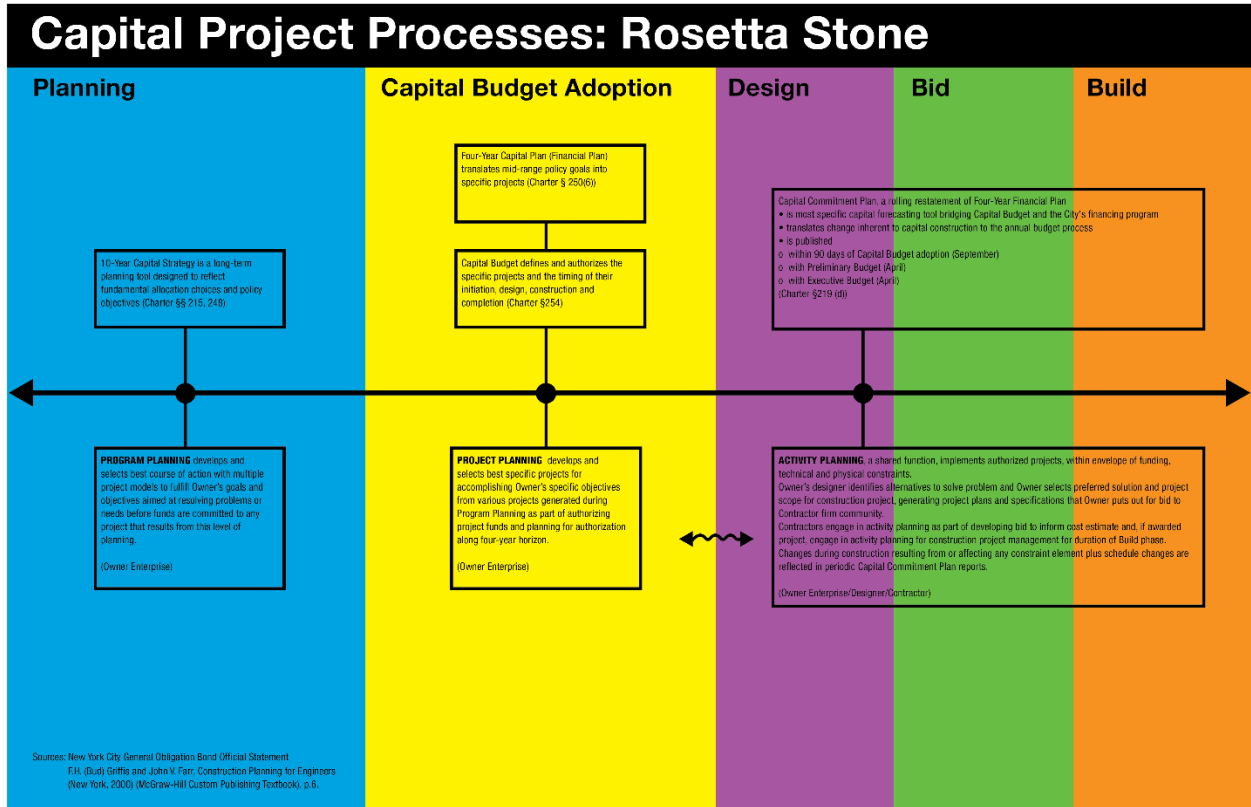 Capital Project Processes: Rosetta Stone
Planning
Capital Budget Adoption
Design
Bid
Build
Four-Year Capital Plan (Financial Plan)
translates mid-range policy goals into
specific projects (Charter § 250(6))
Capital Commitment Plan, a rolling restatement of Four-Year Financial Plan
• is most specific capital forecasting tool bridging Capital Budget and the City's financing program
• translates change inherent to capital construction to the annual budget process
• is published
o within 90 days of Capital Budget adoption (September)
o with Preliminary Budget (April)
o with Executive Budget (April)
(Charter §219 (d))
10-Year Capital Strategy is a long-term
planning tool designed to reflect
fundamental allocation choices and policy
objectives (Charter §§ 215, 248)
Capital Budget defines and authorizes the
specific projects and the timing of their
initiation, design, construction and
completion (Charter §254)
PROGRAM PLANNING develops and
selects best course of action with multiple
project models to fulfill Owner's goals and
objectives aimed at resolving problems or
needs before funds are committed to any
project that results from this level of
planning.
(Owner Enterprise)
PROJECT PLANNING develops and
selects best specific projects for
accomplishing Owner's specific objectives
from various projects generated during
Program Planning as part of authorizing
project funds and planning for authorization
along four-year horizon.
(Owner Enterprise)
ACTIVITY PLANNING, a shared function, implements authorized projects, within envelope of funding,
technical and physical constraints.
Owner's designer identifies alternatives to solve problem and Owner selects preferred solution and project
scope for construction project, generating project plans and specifications that Owner puts out for bid to
Contractor firm community.
Contractors engage in activity planning as part of developing bid to inform cost estimate and, if awarded
project, engage in activity planning for construction project management for duration of Build phase.
Changes during construction resulting from or affecting any constraint element plus schedule changes are
reflected in periodic Capital Commitment Plan reports.
(Owner Enterprise/Designer/Contractor)
Sources: New York City General Obligation Bond Official Statement
F.H. (Bud) Griffis and John V. Farr, Construction Planning for Engineers
(New York, 2000) (McGraw-Hill Custom Publishing Textbook), p.6.